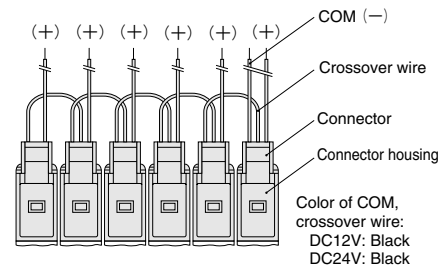 COM (−)
(+) (+) (+) (+) (+) (+)
Crossover wire
Connector
Connector housing
Color of COM,
crossover wire:
DC12V: Black
DC24V: Black